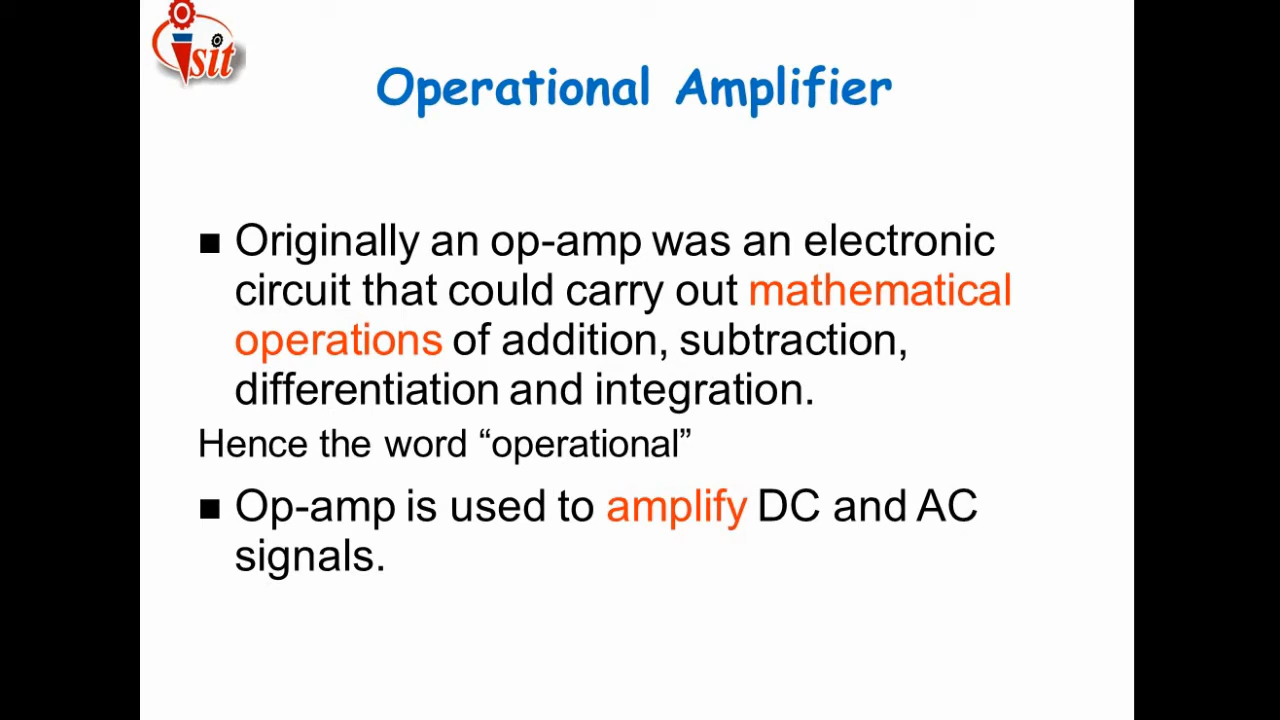 isit
Operational Amplifier
■ Originally an op-amp was an electronic
circuit that could carry out mathematical
operations of addition, subtraction,
differentiation and integration.
Hence the word “operational”
■ Op-amp is used to amplify DC and AC
signals.